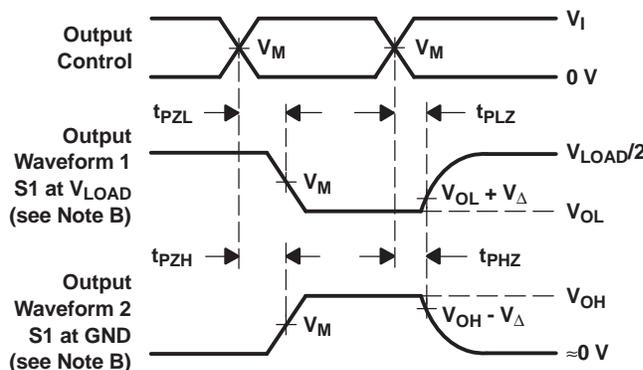 Output
Control
V_M
V_M
V_I
0 V
t_PZL
t_PLZ
Output
Waveform 1
S1 at V_LOAD
(see Note B)
V_M
V_LOAD/2
V_OL + V_Δ
V_OL
t_PZH
t_PHZ
Output
Waveform 2
S1 at GND
(see Note B)
V_M
V_OH
V_OH - V_Δ
≈0 V